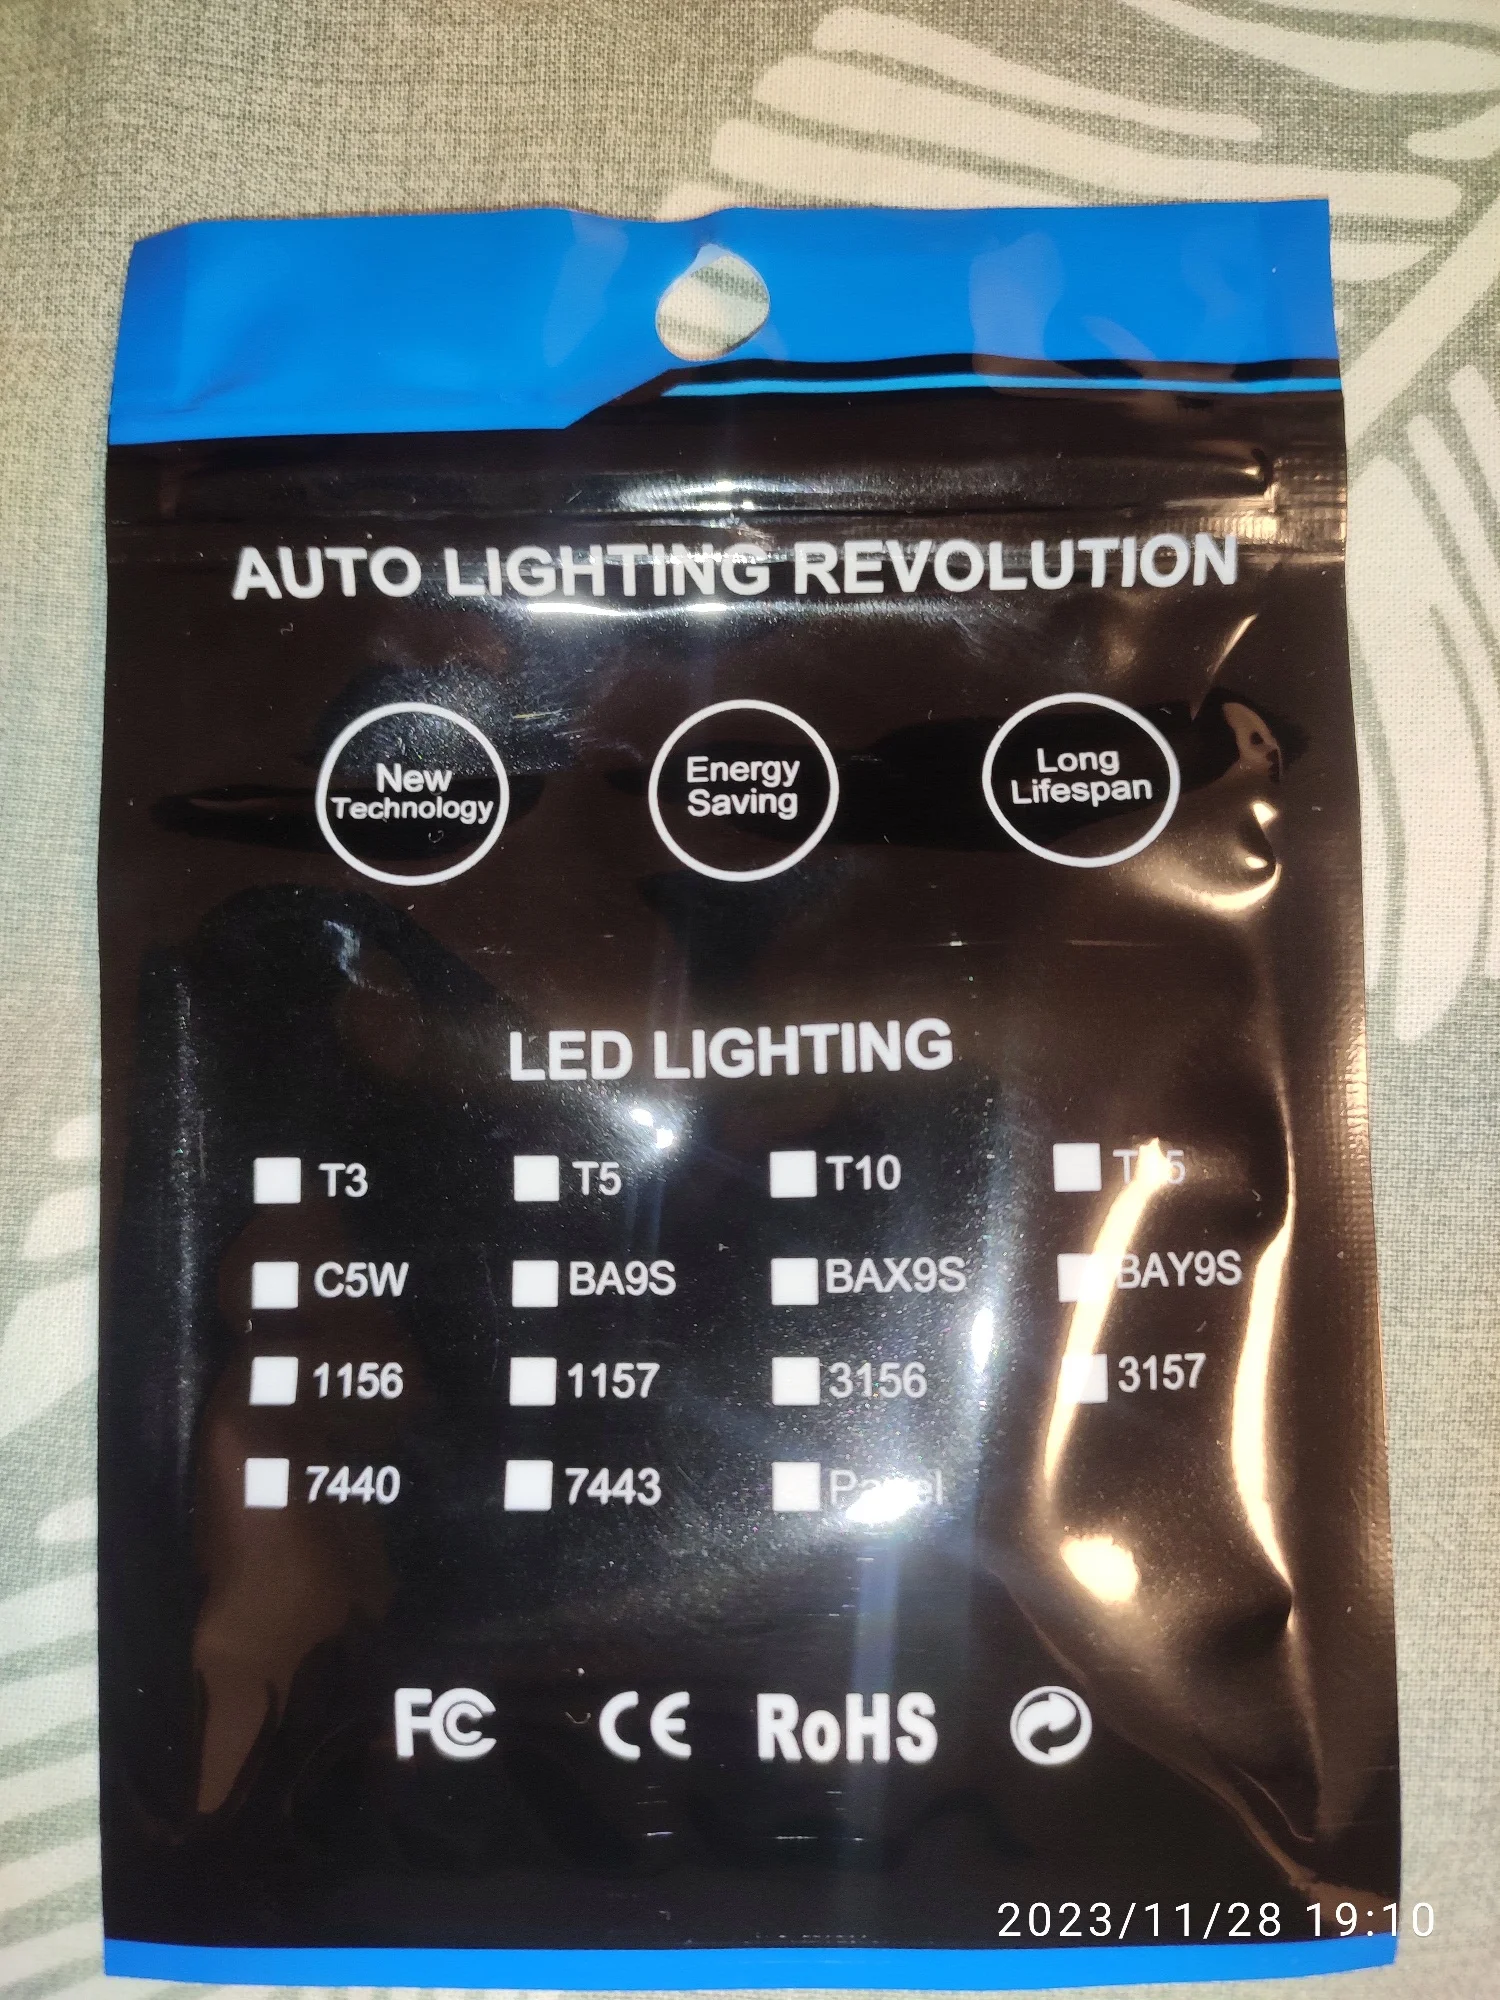 AUTO LIGHTING REVOLUTION
New
Technology
Energy
Saving
Long
Lifespan
LED LIGHTING
T3 T5 T10
C5W BA9S BAX9S BAY9S
1156 1157 3156 3157
7440 7443
FC CE RoHS
2023/11/28 19:10